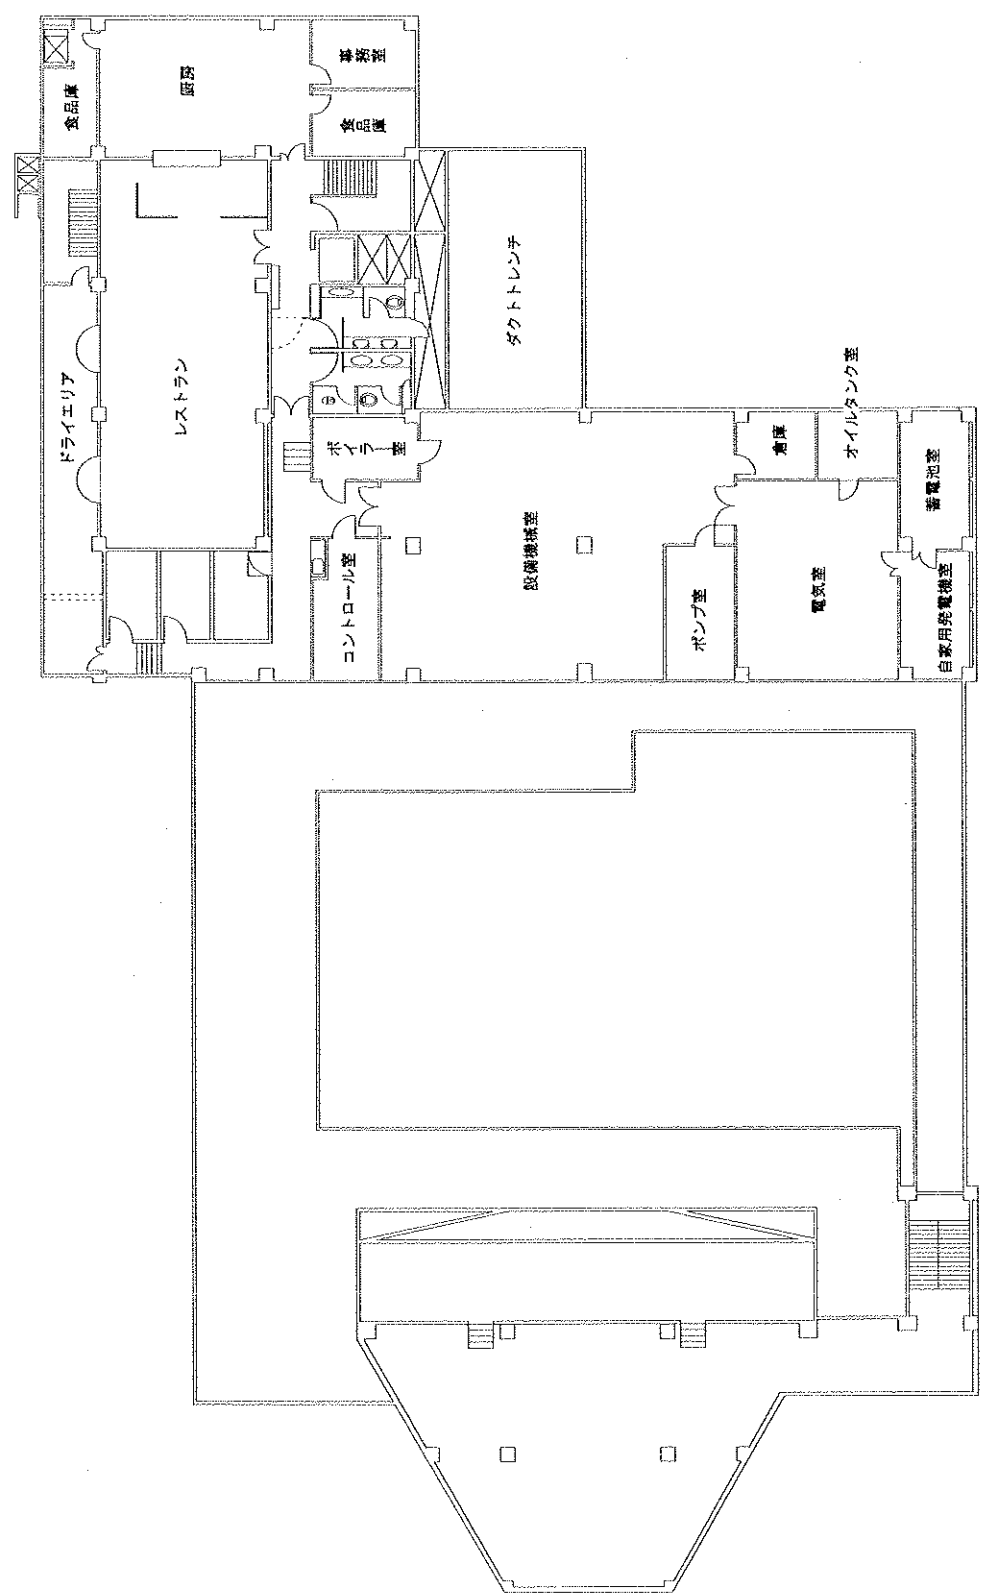 食品庫
厨房
事務室
食品庫
ドライエリア
レストラン
ダクトトレンチ
ボイラー室
コントロール室
設備機械室
倉庫
オイルタンク室
ポンプ室
電気室
蓄電池室
自家用発電機室